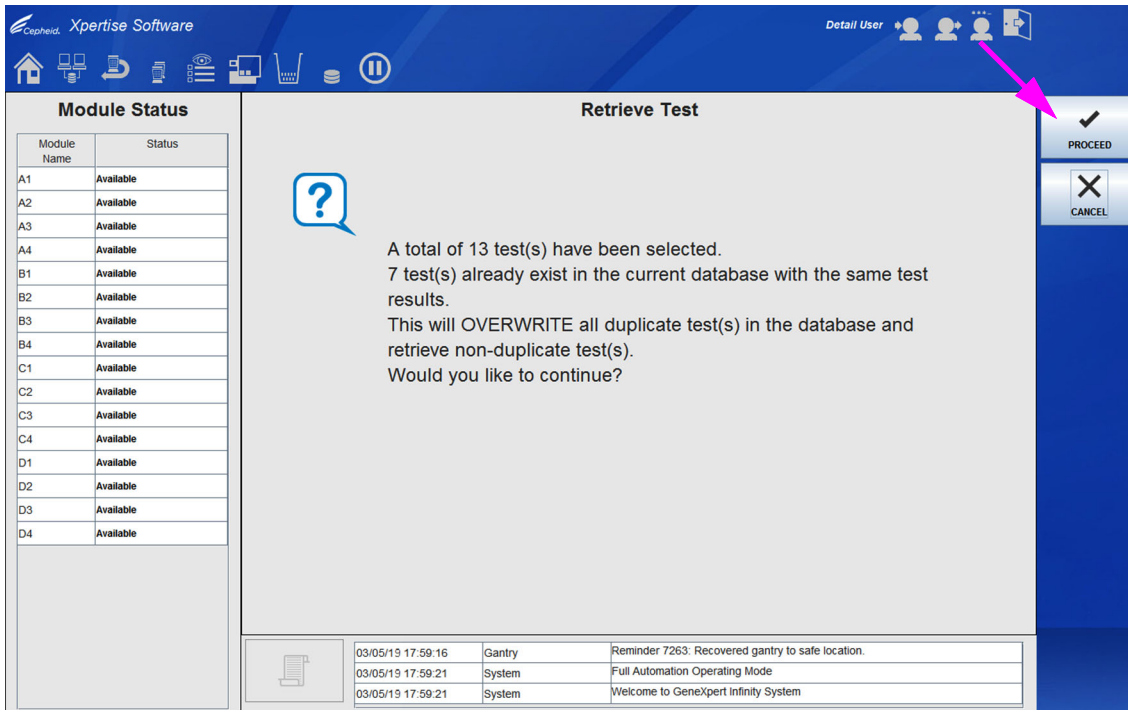 Cepheid. Xpertise Software
Detail User
Module Status
Module Name Status
A1 Available
A2 Available
A3 Available
A4 Available
B1 Available
B2 Available
B3 Available
B4 Available
C1 Available
C2 Available
C3 Available
C4 Available
D1 Available
D2 Available
D3 Available
D4 Available
Retrieve Test
?
A total of 13 test(s) have been selected.
7 test(s) already exist in the current database with the same test
results.
This will OVERWRITE all duplicate test(s) in the database and
retrieve non-duplicate test(s).
Would you like to continue?
PROCEED
CANCEL
03/05/19 17:59:16 Gantry Reminder 7263: Recovered gantry to safe location.
03/05/19 17:59:21 System Full Automation Operating Mode
03/05/19 17:59:21 System Welcome to GeneXpert Infinity System